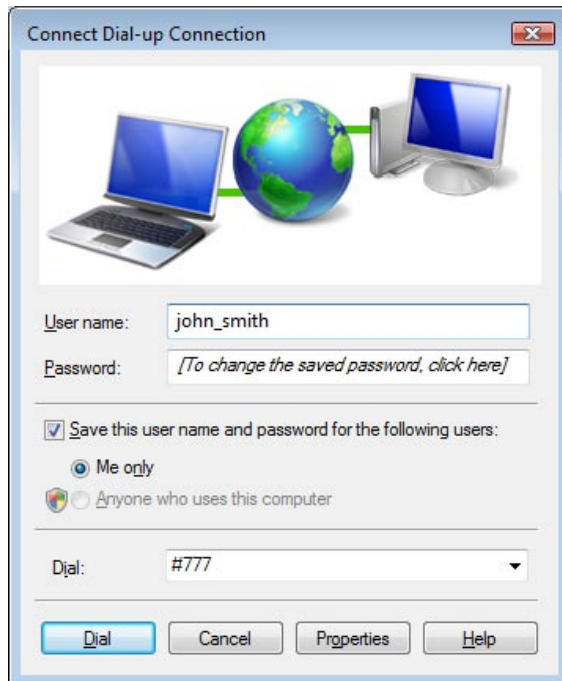 Connect Dial-up Connection
User name: john_smith
Password: [To change the saved password, click here]
Save this user name and password for the following users:
Me only
Anyone who uses this computer
Dial: #777
Dial Cancel Properties Help